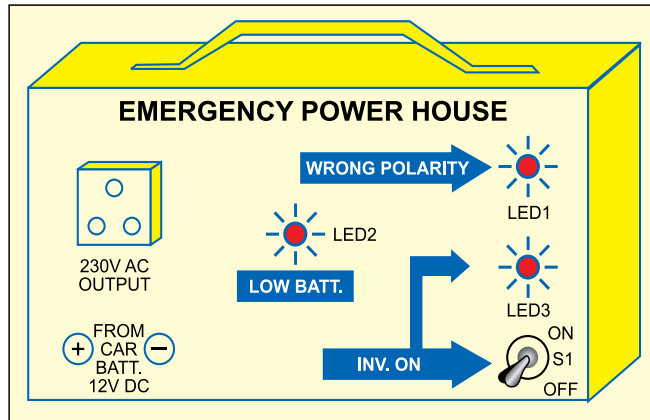 EMERGENCY POWER HOUSE
WRONG POLARITY
LED1
230V AC
OUTPUT
LED2
LOW BATT.
LED3
+ FROM −
CAR
BATT.
12V DC
INV. ON
ON
S1
OFF